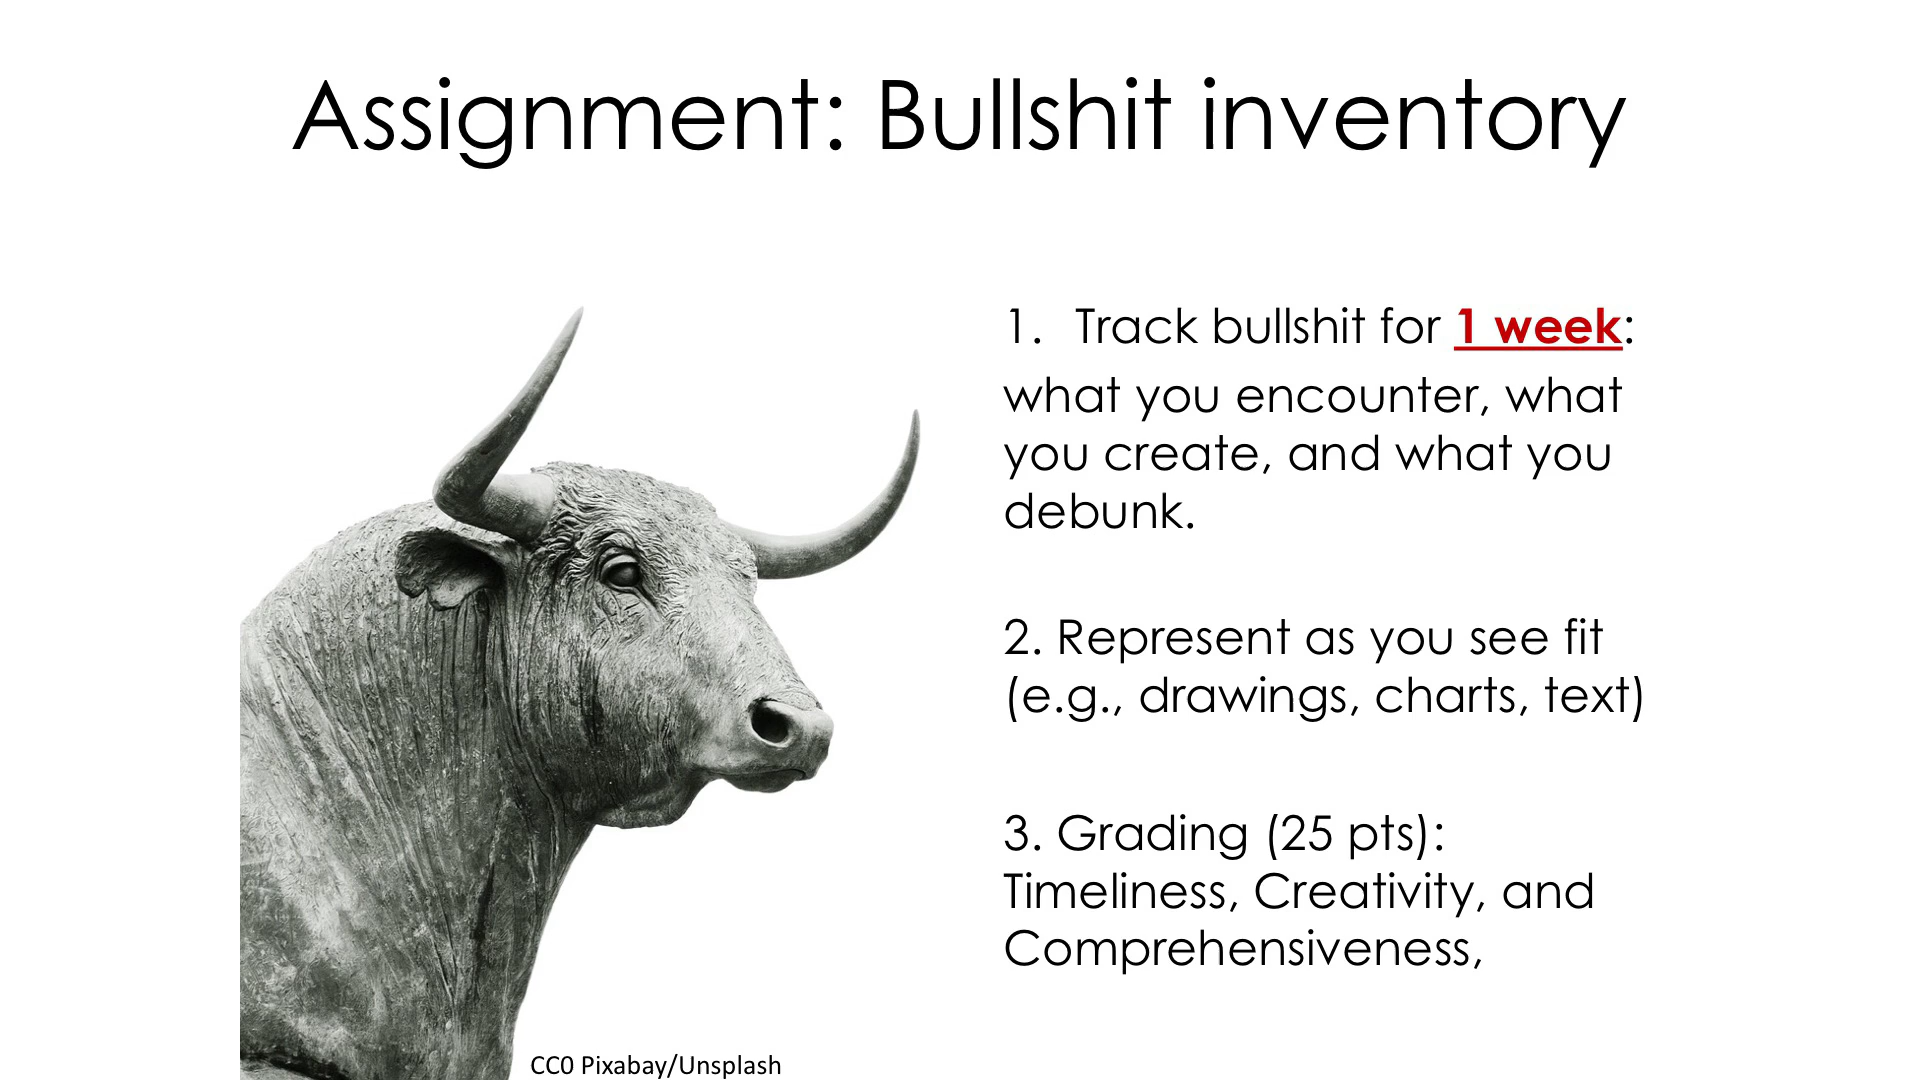 Assignment: Bullshit inventory
1. Track bullshit for 1 week:
what you encounter, what
you create, and what you
debunk.
2. Represent as you see fit
(e.g., drawings, charts, text)
3. Grading (25 pts):
Timeliness, Creativity, and
Comprehensiveness,
CC0 Pixabay/Unsplash